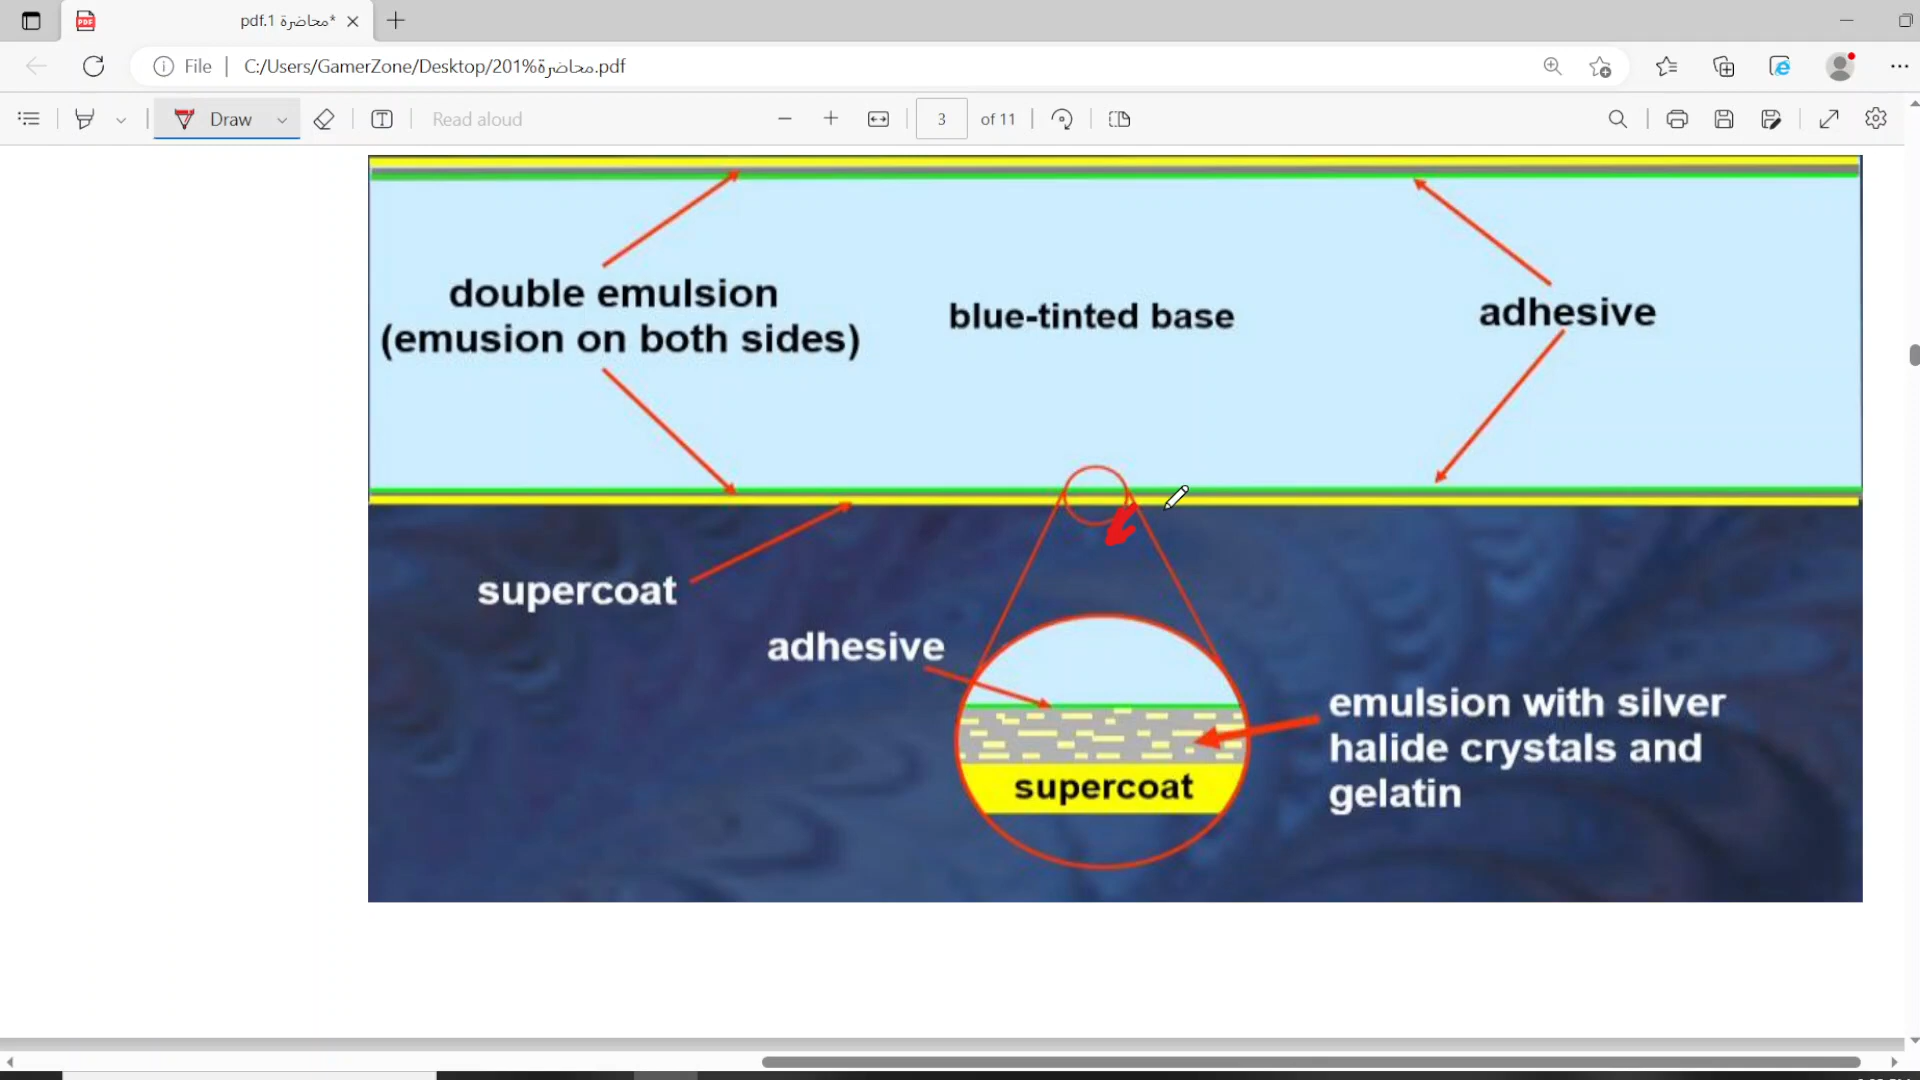 pdf.1 محاضرة*
File
C:/Users/GamerZone/Desktop/201%محاضرة.pdf
Draw
Read aloud
3
of 11
double emulsion
(emusion on both sides)
blue-tinted base
adhesive
supercoat
adhesive
supercoat
emulsion with silver
halide crystals and
gelatin